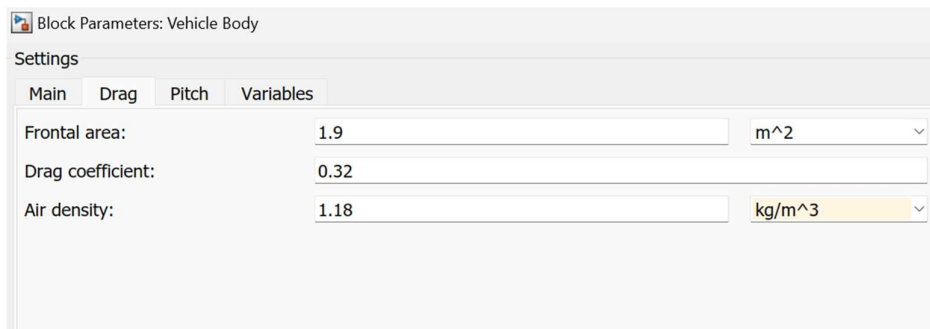 Block Parameters: Vehicle Body
Settings
Main Drag Pitch Variables
Frontal area: 1.9 m^2
Drag coefficient: 0.32
Air density: 1.18 kg/m^3